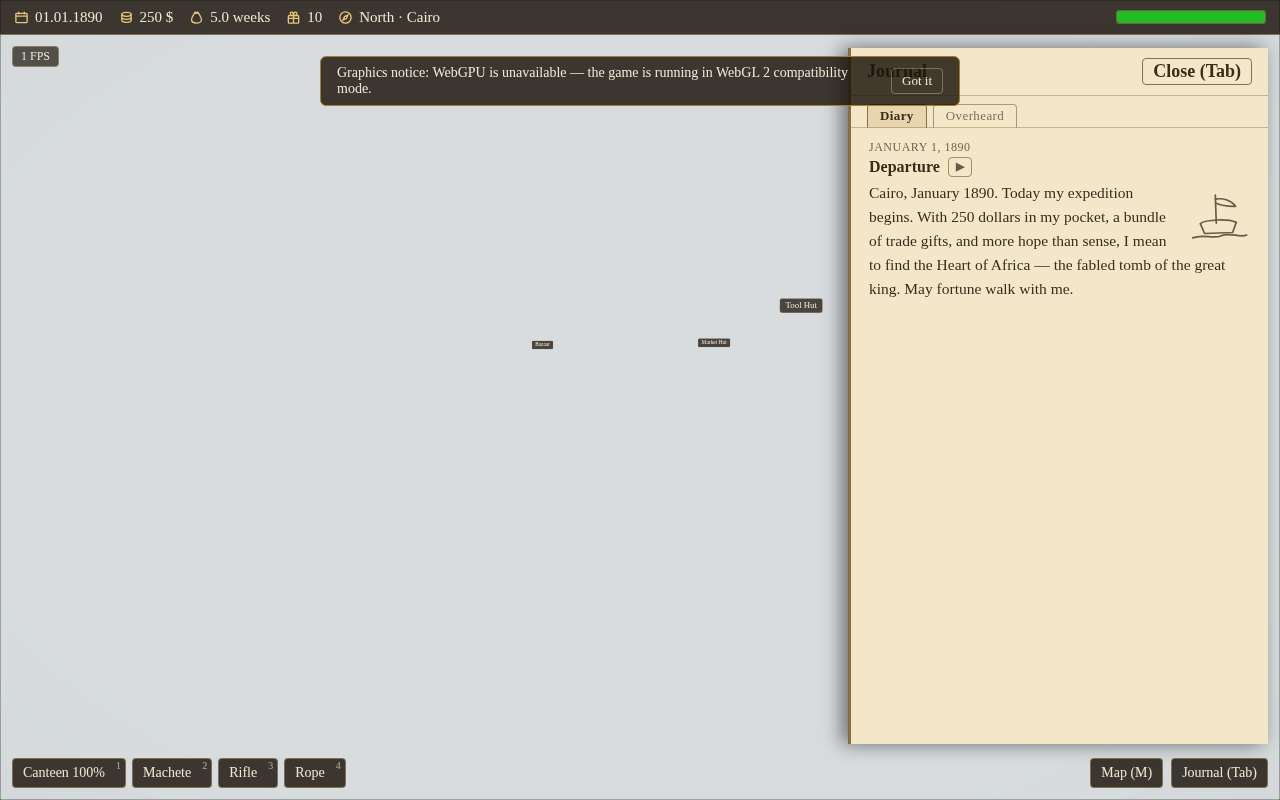 01.01.1890 250 $ 5.0 weeks 10 North · Cairo
1 FPS
Graphics notice: WebGPU is unavailable — the game is running in WebGL 2 compatibility
mode.
Got it
Journal
Close (Tab)
Diary Overheard
JANUARY 1, 1890
Departure
Cairo, January 1890. Today my expedition
begins. With 250 dollars in my pocket, a bundle
of trade gifts, and more hope than sense, I mean
to find the Heart of Africa — the fabled tomb of the great
king. May fortune walk with me.
Tool Hut
Bazaar
Market Hut
Canteen 100% 1
Machete 2
Rifle 3
Rope 4
Map (M)
Journal (Tab)